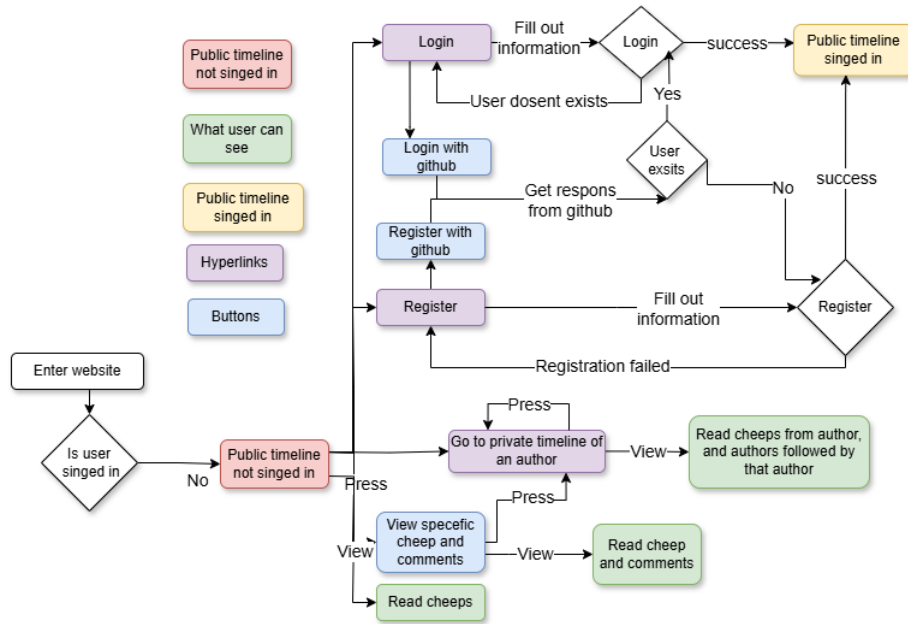 Public timeline
not singed in
What user can
see
Public timeline
singed in
Hyperlinks
Buttons
Login
Fill out
information
Login
success
Public timeline
singed in
User dosent exists
Yes
Login with
github
User
exsits
Get respons
from github
No
success
Register with
github
Register
Fill out
information
Register
Registration failed
Enter website
Is user
singed in
No
Public timeline
not singed in
Press
Press
Go to private timeline of
an author
View
Read cheeps from author,
and authors followed by
that author
Press
View
View specefic
cheep and
comments
View
Read cheep
and comments
Read cheeps